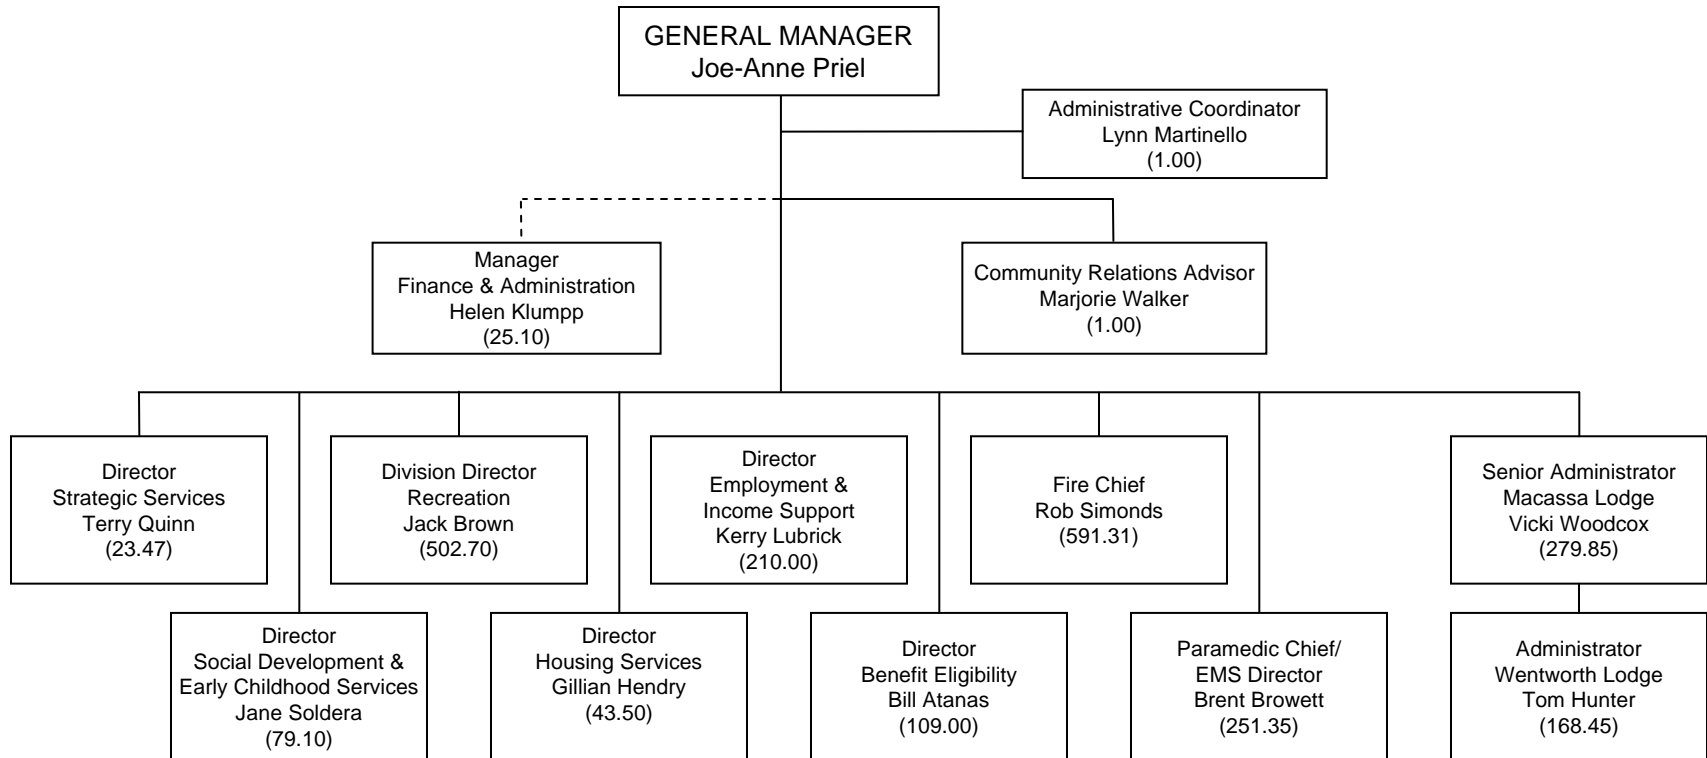 GENERAL MANAGER
Joe-Anne Priel
Administrative Coordinator
Lynn Martinello
(1.00)
Manager
Finance & Administration
Helen Klumpp
(25.10)
Community Relations Advisor
Marjorie Walker
(1.00)
Director
Strategic Services
Terry Quinn
(23.47)
Division Director
Recreation
Jack Brown
(502.70)
Director
Employment &
Income Support
Kerry Lubrick
(210.00)
Fire Chief
Rob Simonds
(591.31)
Senior Administrator
Macassa Lodge
Vicki Woodcox
(279.85)
Director
Social Development &
Early Childhood Services
Jane Soldera
(79.10)
Director
Housing Services
Gillian Hendry
(43.50)
Director
Benefit Eligibility
Bill Atanas
(109.00)
Paramedic Chief/
EMS Director
Brent Browett
(251.35)
Administrator
Wentworth Lodge
Tom Hunter
(168.45)